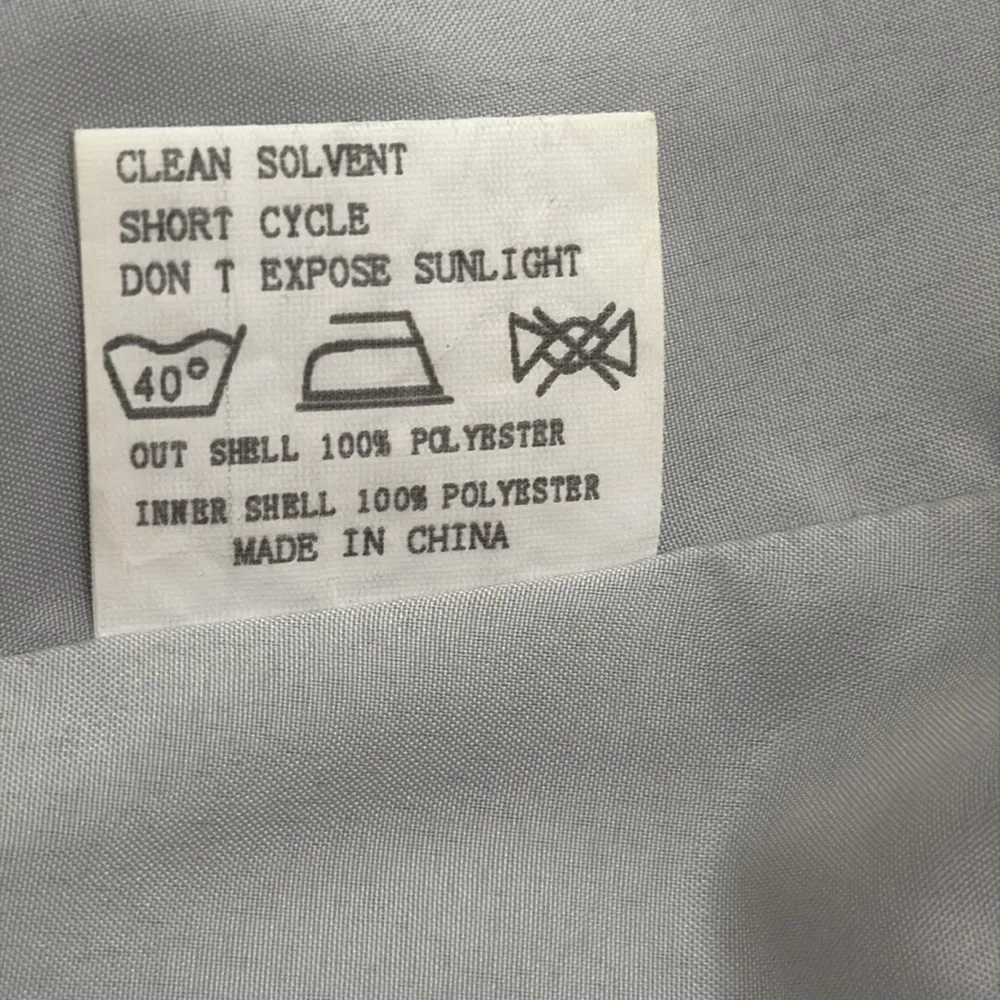 CLEAN SOLVENT
SHORT CYCLE
DON T EXPOSE SUNLIGHT
40°
OUT SHELL 100% POLYESTER
INNER SHELL 100% POLYESTER
MADE IN CHINA